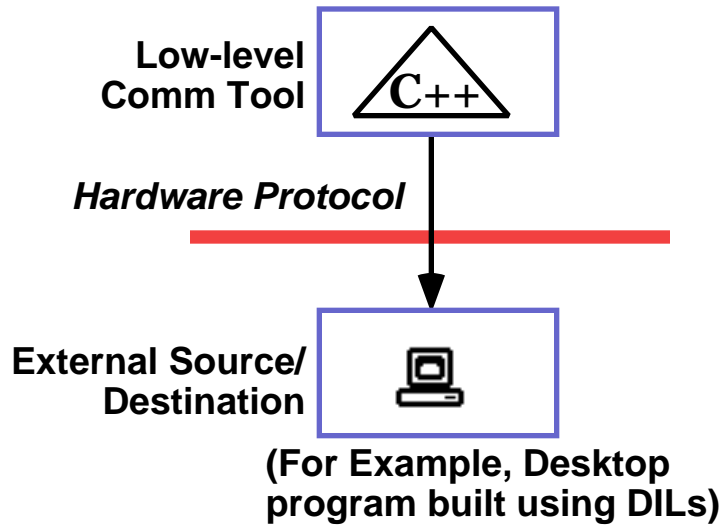 Low-level
Comm Tool
C++
Hardware Protocol
External Source/
Destination
(For Example, Desktop
program built using DILs)